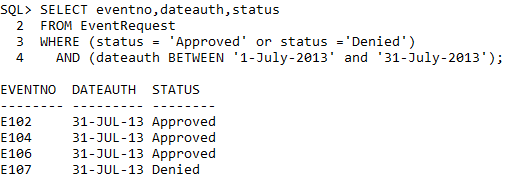 SQL> SELECT eventno,dateauth,status
2 FROM EventRequest
3 WHERE (status = 'Approved' or status ='Denied')
4 AND (dateauth BETWEEN '1-July-2013' and '31-July-2013');
EVENTNO DATEAUTH STATUS
-------- --------- --------
E102 31-JUL-13 Approved
E104 31-JUL-13 Approved
E106 31-JUL-13 Approved
E107 31-JUL-13 Denied